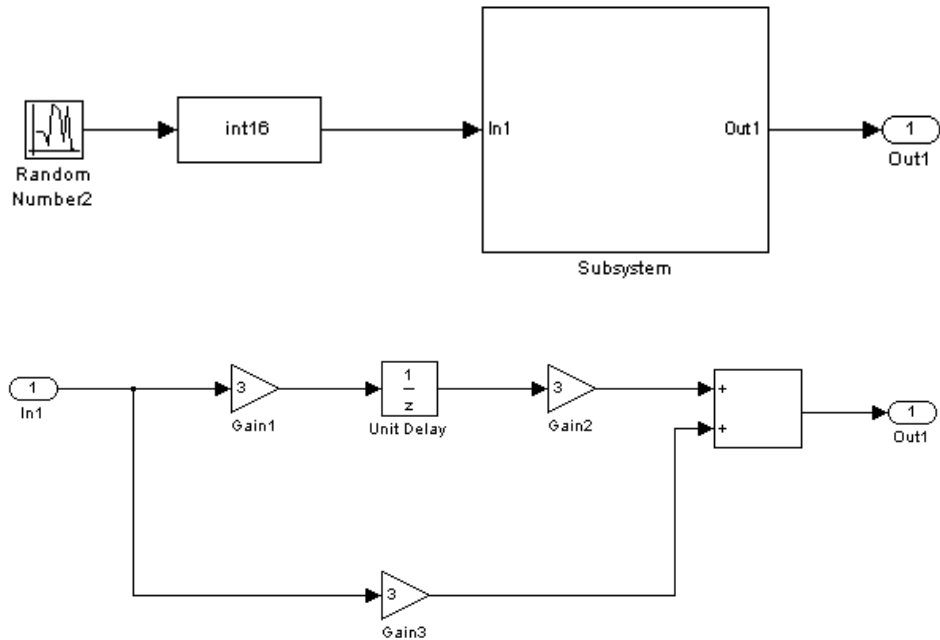 int16
In1
Out1
1
Random
Number2
Out1
Subsystem
1
In1
3
Gain1
1
z
Unit Delay
3
Gain2
+
+
1
Out1
3
Gain3